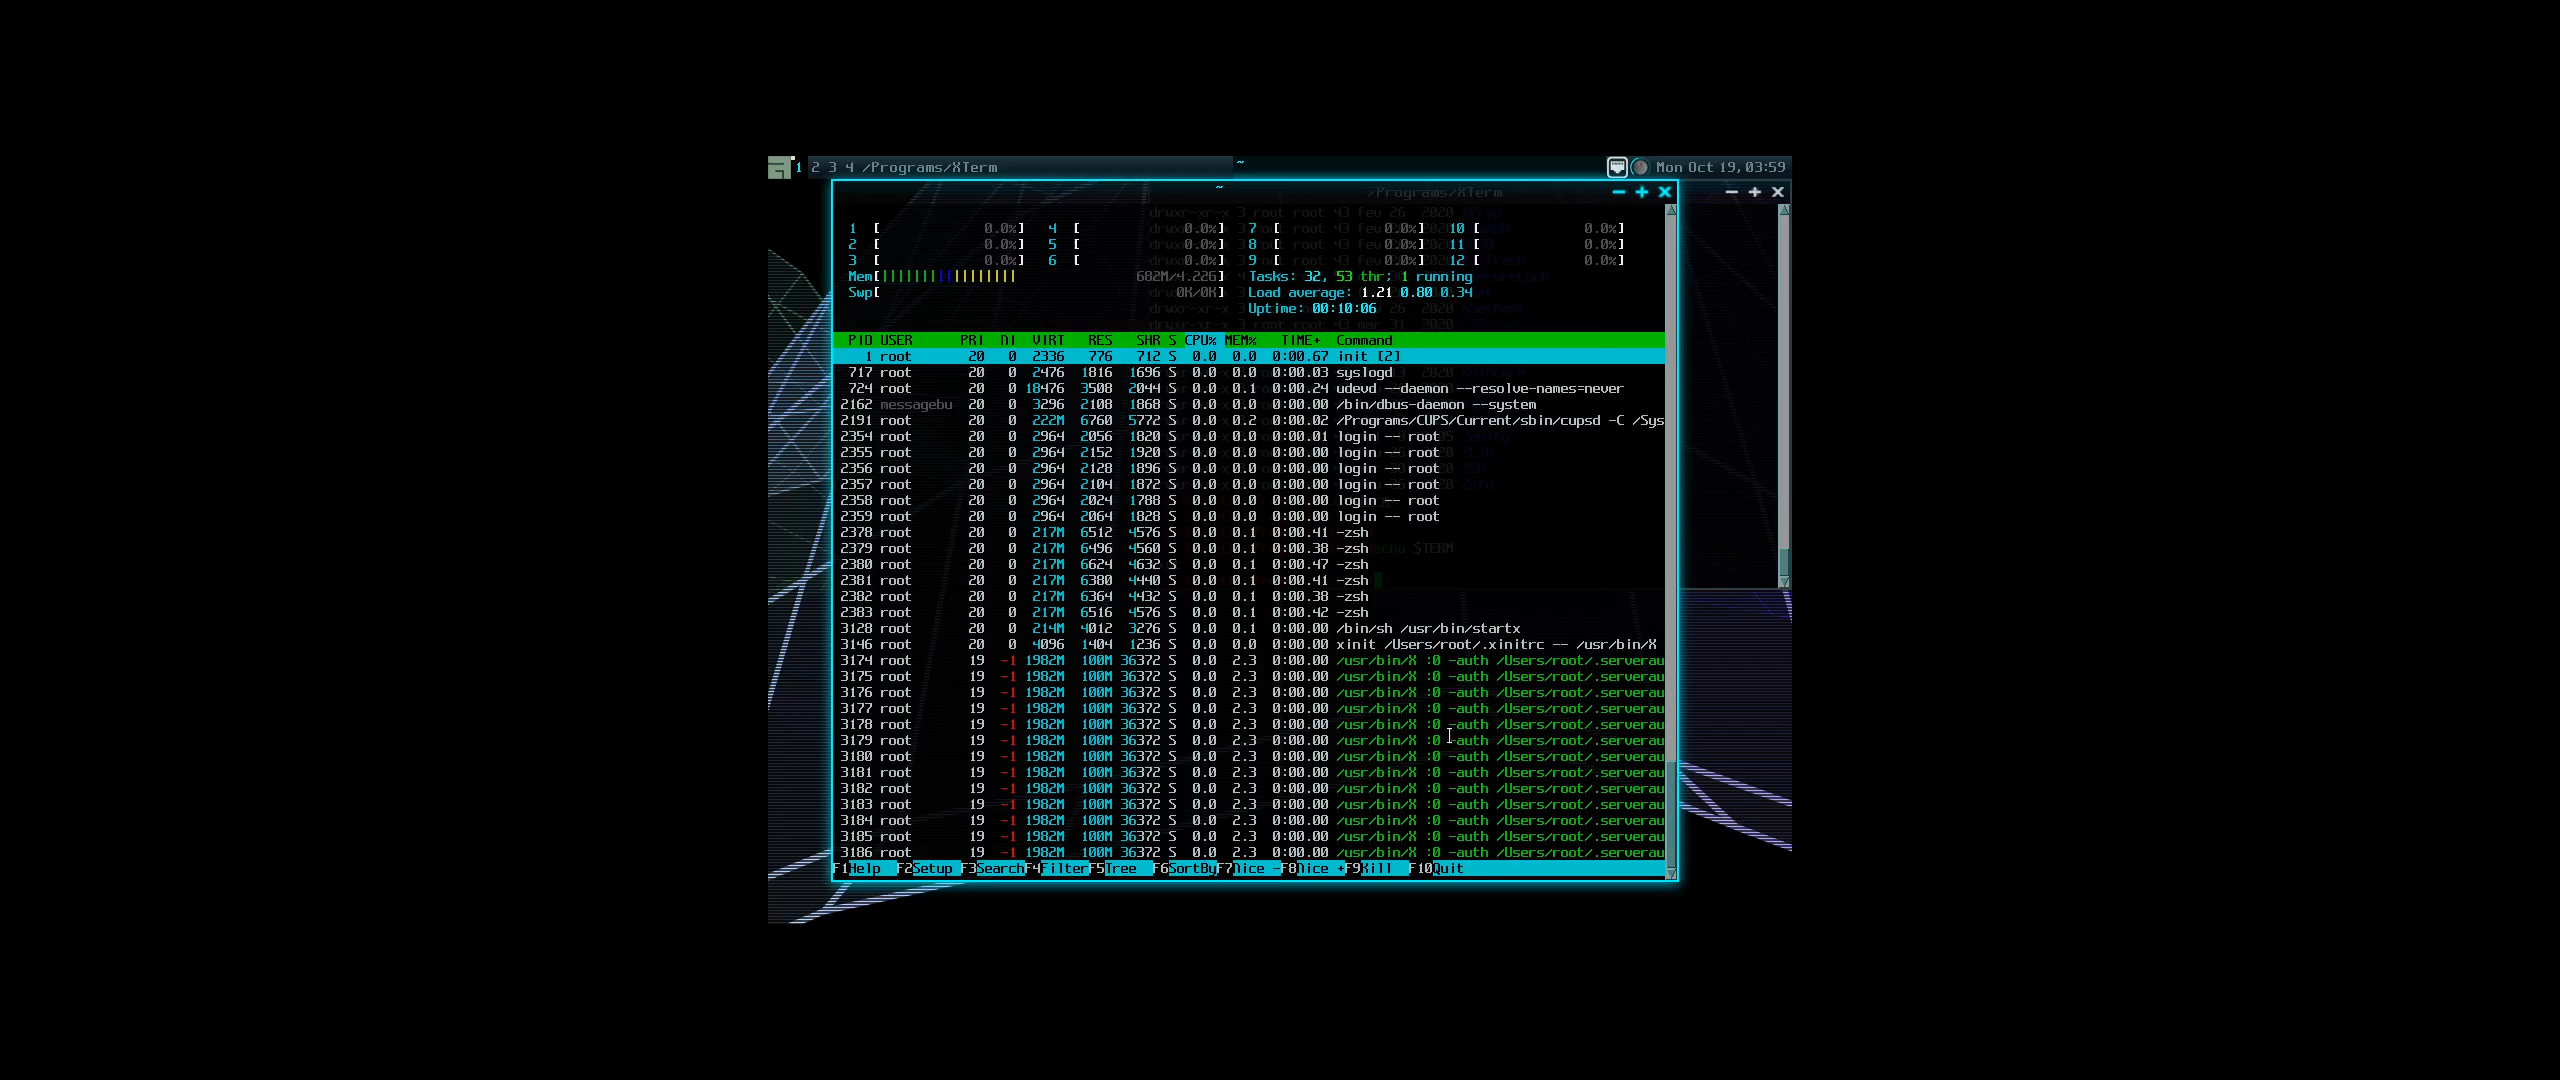 1 2 3 4 /Programs/XTerm ~ Mon Oct 19, 03:59
~ /Programs/XTerm
drwxr-xr-x 3 root root 43 fev 26 2020
1 [ 0.0%] 4 [ 0.0%] 7 [ 0.0%] 10 [ 0.0%]
2 [ 0.0%] 5 [ 0.0%] 8 [ 0.0%] 11 [ 0.0%]
3 [ 0.0%] 6 [ 0.0%] 9 [ 0.0%] 12 [ 0.0%]
Mem[||||||||||||||||| 682M/4.22G] Tasks: 32, 53 thr; 1 running
Swp[ 0K/0K] Load average: 1.21 0.80 0.34
Uptime: 00:10:06
drwxr-xr-x 3 root root 43 mar 31 2020
PID USER PRI NI VIRT RES SHR S CPU% MEM% TIME+ Command
1 root 20 0 2336 776 712 S 0.0 0.0 0:00.67 init [2]
717 root 20 0 2476 1816 1696 S 0.0 0.0 0:00.03 syslogd
724 root 20 0 18476 3508 2044 S 0.0 0.1 0:00.24 udevd --daemon --resolve-names=never
2162 messagebu 20 0 3296 2108 1868 S 0.0 0.0 0:00.00 /bin/dbus-daemon --system
2191 root 20 0 222M 6760 5772 S 0.0 0.2 0:00.02 /Programs/CUPS/Current/sbin/cupsd -C /Sys
2354 root 20 0 2964 2056 1820 S 0.0 0.0 0:00.01 login -- root
2355 root 20 0 2964 2152 1920 S 0.0 0.0 0:00.00 login -- root
2356 root 20 0 2964 2128 1896 S 0.0 0.0 0:00.00 login -- root
2357 root 20 0 2964 2104 1872 S 0.0 0.0 0:00.00 login -- root
2358 root 20 0 2964 2024 1788 S 0.0 0.0 0:00.00 login -- root
2359 root 20 0 2964 2064 1828 S 0.0 0.0 0:00.00 login -- root
2378 root 20 0 217M 6512 4576 S 0.0 0.1 0:00.41 -zsh
2379 root 20 0 217M 6496 4560 S 0.0 0.1 0:00.38 -zsh echo $TERM
2380 root 20 0 217M 6624 4632 S 0.0 0.1 0:00.47 -zsh
2381 root 20 0 217M 6380 4440 S 0.0 0.1 0:00.41 -zsh
2382 root 20 0 217M 6364 4432 S 0.0 0.1 0:00.38 -zsh
2383 root 20 0 217M 6516 4576 S 0.0 0.1 0:00.42 -zsh
3128 root 20 0 214M 4012 3276 S 0.0 0.1 0:00.00 /bin/sh /usr/bin/startx
3146 root 20 0 4096 1404 1236 S 0.0 0.0 0:00.00 xinit /Users/root/.xinitrc -- /usr/bin/X
3174 root 19 -1 1982M 100M 36372 S 0.0 2.3 0:00.00 /usr/bin/X :0 -auth /Users/root/.serverau
3175 root 19 -1 1982M 100M 36372 S 0.0 2.3 0:00.00 /usr/bin/X :0 -auth /Users/root/.serverau
3176 root 19 -1 1982M 100M 36372 S 0.0 2.3 0:00.00 /usr/bin/X :0 -auth /Users/root/.serverau
3177 root 19 -1 1982M 100M 36372 S 0.0 2.3 0:00.00 /usr/bin/X :0 -auth /Users/root/.serverau
3178 root 19 -1 1982M 100M 36372 S 0.0 2.3 0:00.00 /usr/bin/X :0 -auth /Users/root/.serverau
3179 root 19 -1 1982M 100M 36372 S 0.0 2.3 0:00.00 /usr/bin/X :0 -auth /Users/root/.serverau
3180 root 19 -1 1982M 100M 36372 S 0.0 2.3 0:00.00 /usr/bin/X :0 -auth /Users/root/.serverau
3181 root 19 -1 1982M 100M 36372 S 0.0 2.3 0:00.00 /usr/bin/X :0 -auth /Users/root/.serverau
3182 root 19 -1 1982M 100M 36372 S 0.0 2.3 0:00.00 /usr/bin/X :0 -auth /Users/root/.serverau
3183 root 19 -1 1982M 100M 36372 S 0.0 2.3 0:00.00 /usr/bin/X :0 -auth /Users/root/.serverau
3184 root 19 -1 1982M 100M 36372 S 0.0 2.3 0:00.00 /usr/bin/X :0 -auth /Users/root/.serverau
3185 root 19 -1 1982M 100M 36372 S 0.0 2.3 0:00.00 /usr/bin/X :0 -auth /Users/root/.serverau
3186 root 19 -1 1982M 100M 36372 S 0.0 2.3 0:00.00 /usr/bin/X :0 -auth /Users/root/.serverau
F1Help F2Setup F3Search F4Filter F5Tree F6SortBy F7Nice - F8Nice + F9Kill F10Quit